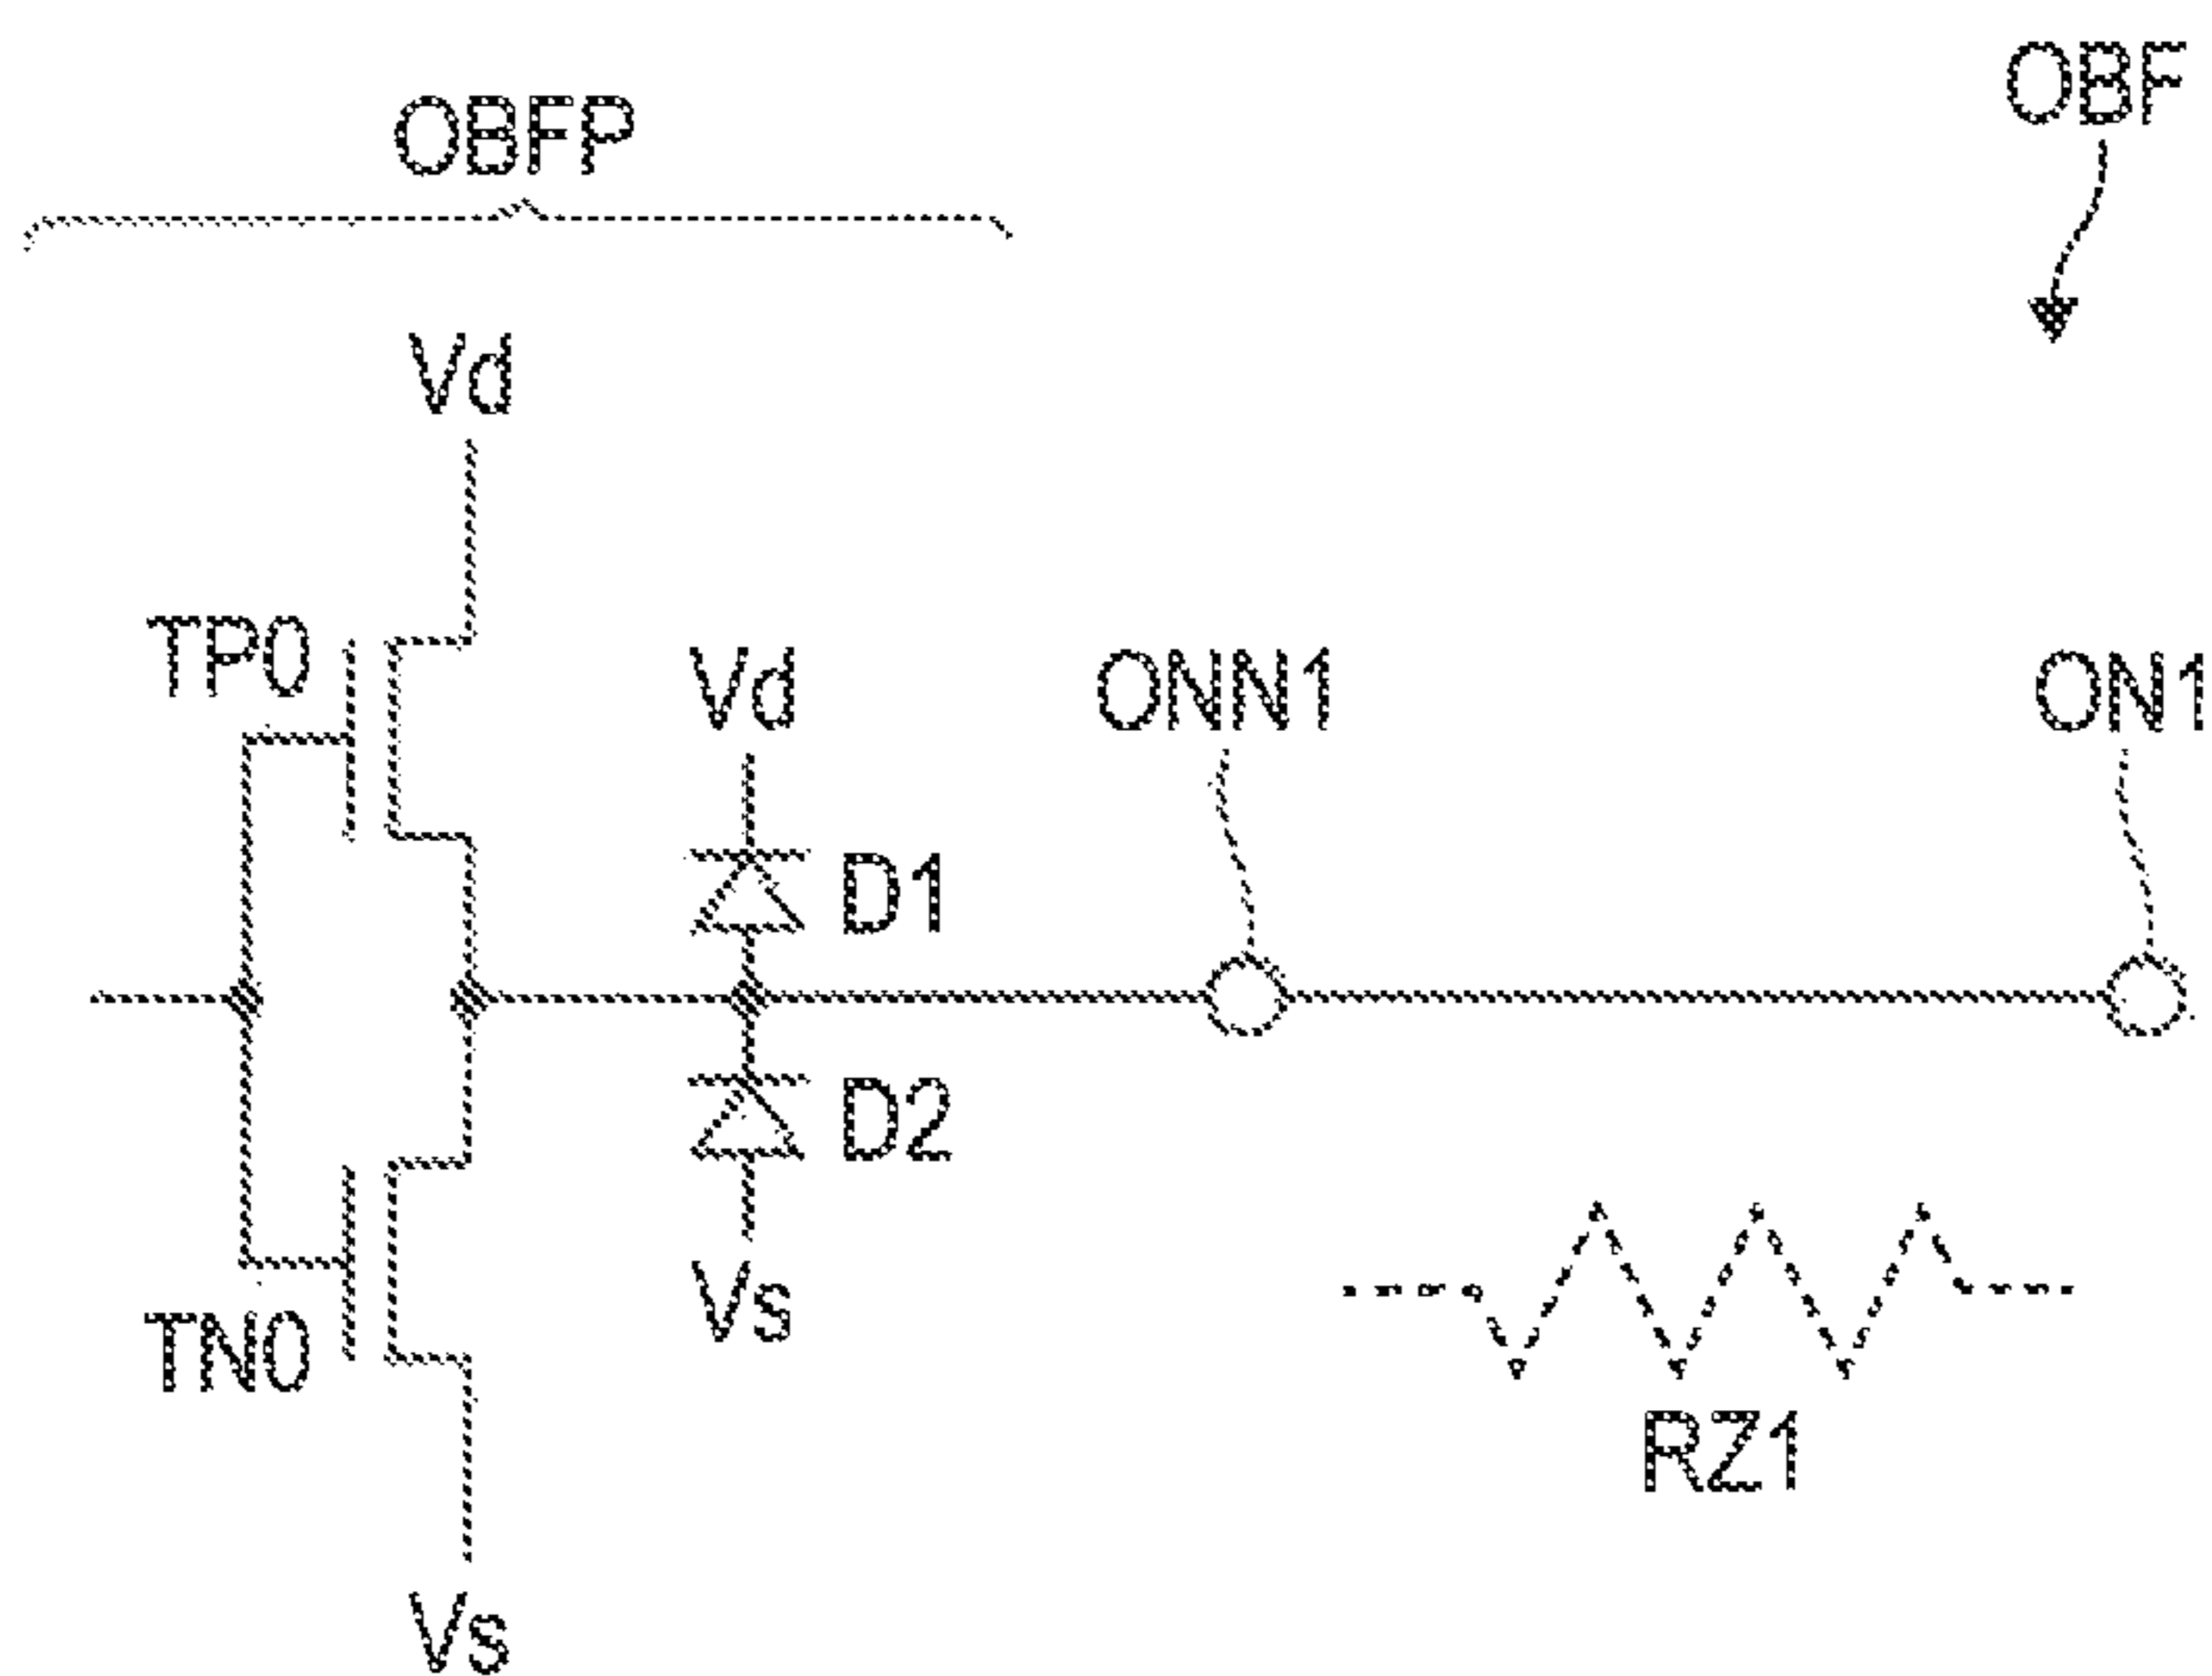 OBF
OBFP
Vd
TP0
Vd
ONN1
ON1
D1
D2
TN0
Vs
RZ1
Vs